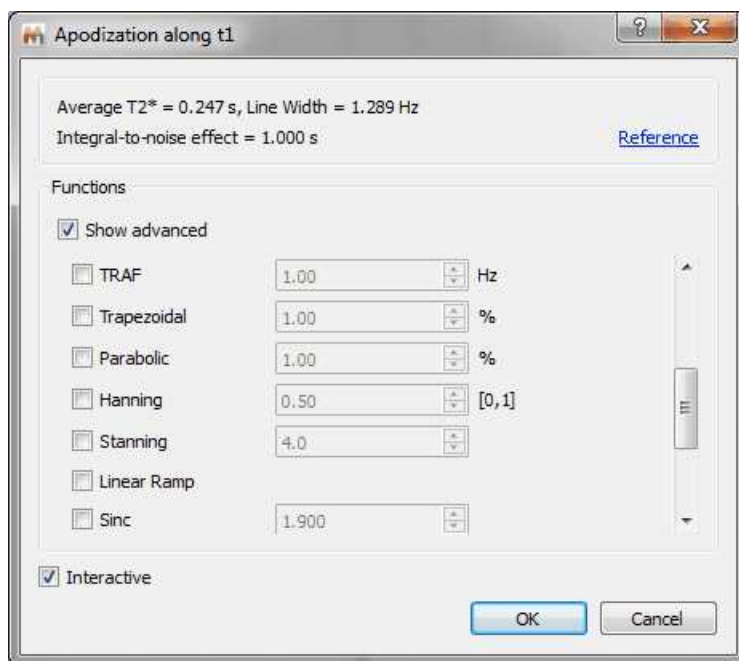 Apodization along t1
Average T2* = 0.247 s, Line Width = 1.289 Hz
Integral-to-noise effect = 1.000 s Reference
Functions
Show advanced
TRAF 1.00 Hz
Trapezoidal 1.00 %
Parabolic 1.00 %
Hanning 0.50 [0,1]
Stanning 4.0
Linear Ramp
Sinc 1.900
Interactive
OK Cancel